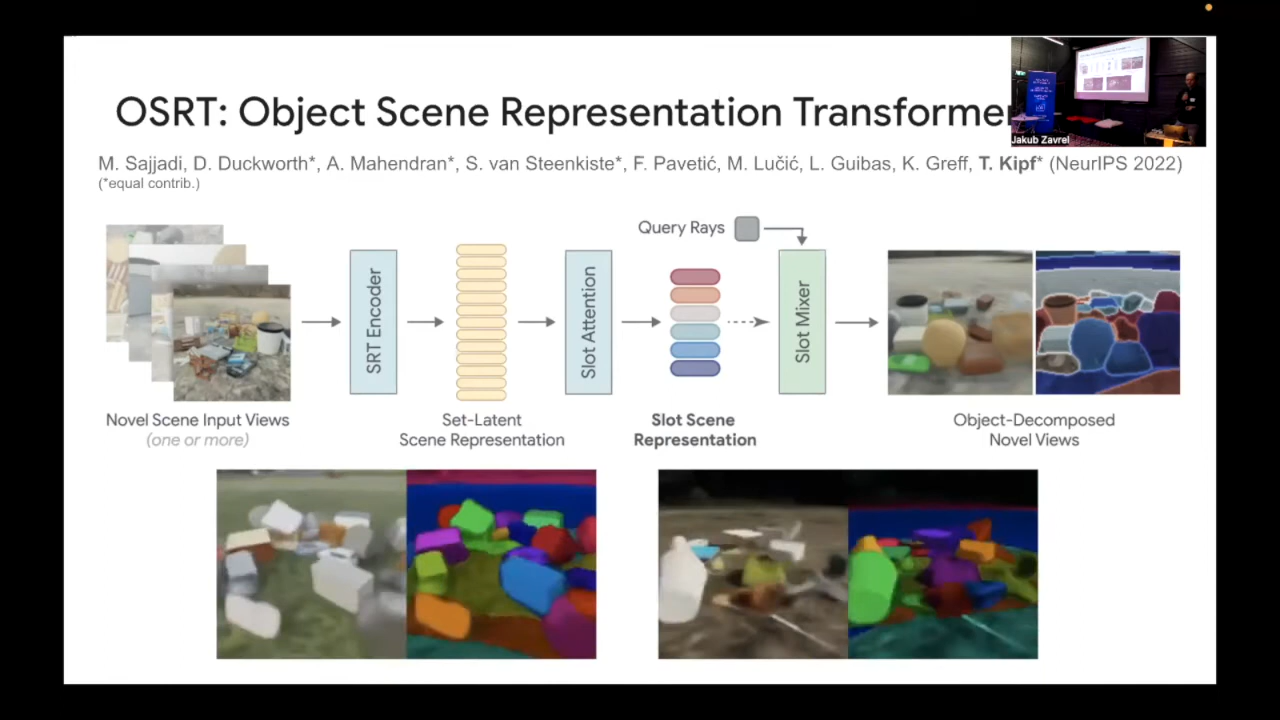 OSRT: Object Scene Representation Transforme
Jakub Zavrel
M. Sajjadi, D. Duckworth*, A. Mahendran*, S. van Steenkiste*, F. Pavetić, M. Lučić, L. Guibas, K. Greff, T. Kipf* (NeurIPS 2022)
(*equal contrib.)
Query Rays
SRT Encoder
Slot Attention
Slot Mixer
Novel Scene Input Views
(one or more)
Set-Latent
Scene Representation
Slot Scene
Representation
Object-Decomposed
Novel Views